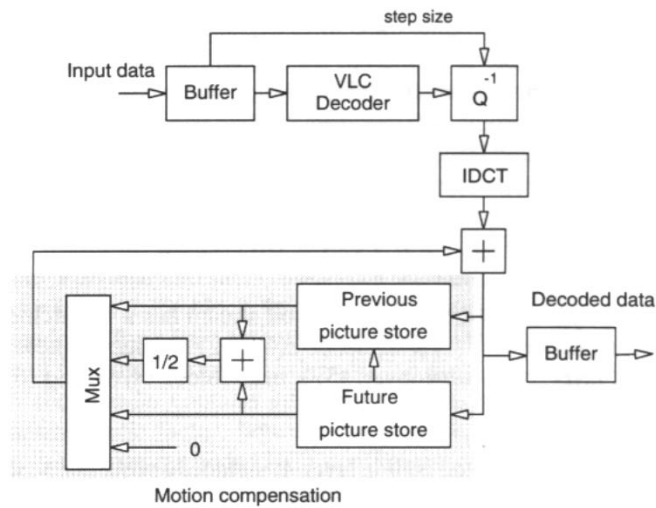 step size
Input data
Buffer
VLC
Decoder
Q
-1
IDCT
+
Previous
picture store
Decoded data
Buffer
Mux
1/2
+
Future
picture store
0
Motion compensation